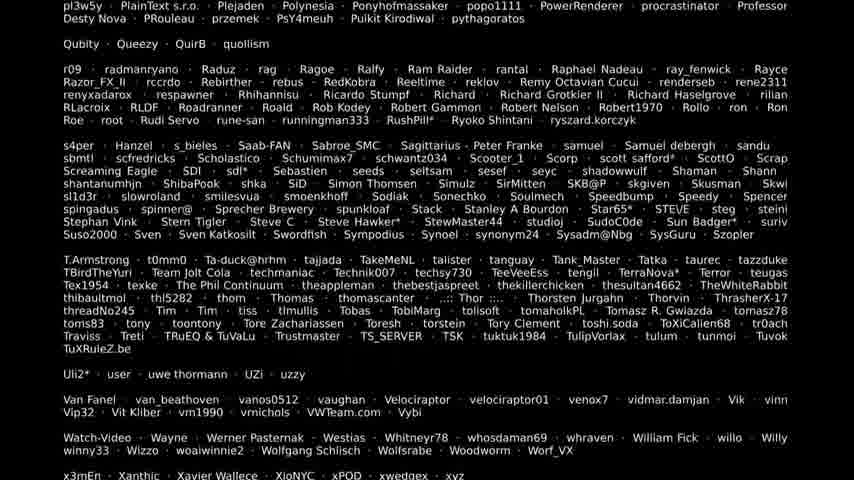 pl3w5y · PlainText s.r.o. · Plejaden · Polynesia · Ponyhofmassaker · popo1111 · PowerRenderer · procrastinator · Professor
Desty Nova · PRouleau · przemek · PsY4meuh · Pulkit Kirodiwal · pythagoratos
Qubity · Queezy · QuirB · quollism
r09 · radmanryano · Raduz · rag · Ragoe · Ralfy · Ram Raider · rantal · Raphael Nadeau · ray_fenwick · Rayce
Razor_FX_II · rccrdo · Rebirther · rebus · RedKobra · Reeltime · reklov · Remy Octavian Cucui · renderseb · rene2311
renyxadarox · respawner · Rhihannisu · Ricardo Stumpf · Richard · Richard Grotkier II · Richard Haselgrove · rilian
RLacroix · RLDF · Roadranner · Roald · Rob Kodey · Robert Gammon · Robert Nelson · Robert1970 · Rollo · ron · Ron
Roe · root · Rudi Servo · rune-san · runningman333 · RushPill* · Ryoko Shintani · ryszard.korczyk
s4per · Hanzel · s_bieles · Saab-FAN · Sabroe_SMC · Sagittarius - Peter Franke · samuel · Samuel debergh · sandu
sbmtl · scfredricks · Scholastico · Schumimax7 · schwantz034 · Scooter_1 · Scorp · scott safford* · ScottO · Scrap
Screaming Eagle · SDI · sdl* · Sebastien · seeds · seltsam · sesef · seyc · shadowwulf · Shaman · Shann
shantanumhjn · ShibaPook · shka · SiD · Simon Thomsen · Simulz · SirMitten · SKB@P · skgiven · Skusman · Skwi
sl1d3r · slowroland · smilesvua · smoenkhoff · Sodiak · Sonechko · Soulmech · Speedbump · Speedy · Spencer
spingadus · spinner@ · Sprecher Brewery · spunkloaf · Stack · Stanley A Bourdon · Star65* · STE\/E · steg · steini
Stephan Vink · Stern Tigler · Steve C · Steve Hawker* · StewMaster44 · studioj · SudoC0de · Sun Badger* · suriv
Suso2000 · Sven · Sven Katkosilt · Swordfish · Sympodius · Synoel · synonym24 · Sysadm@Nbg · SysGuru · Szopler
T.Armstrong · t0mm0 · Ta-duck@hrhm · tajjada · TakeMeNL · talister · tanguay · Tank_Master · Tatka · taurec · tazzduke
TBirdTheYuri · Team Jolt Cola · techmaniac · Technik007 · techsy730 · TeeVeeEss · tengil · TerraNova* · Terror · teugas
Tex1954 · texke · The Phil Continuum · theappleman · thebestjaspreet · thekillerchicken · thesultan4662 · TheWhiteRabbit
thibaultmol · thl5282 · thom · Thomas · thomascanter · ..::: Thor :::.. · Thorsten Jurgahn · Thorvin · ThrasherX-17
threadNo245 · Tim · Tim · tiss · tlmullis · Tobas · TobiMarg · tolisoft · tomaholkPL · Tomasz R. Gwiazda · tomasz78
toms83 · tony · toontony · Tore Zachariassen · Toresh · torstein · Tory Clement · toshi.soda · ToXiCalien68 · tr0ach
Traviss · Treti · TRuEQ & TuVaLu · Trustmaster · TS_SERVER · TSK · tuktuk1984 · TulipVorlax · tulum · tunmoi · Tuvok
TuXRuleZ.be
Uli2* · user · uwe thormann · UZi · uzzy
Van Fanel · van_beathoven · vanos0512 · vaughan · Velociraptor · velociraptor01 · venox7 · vidmar.damjan · Vik · vinn
Vip32 · Vit Kliber · vm1990 · vrnichols · VWTeam.com · Vybi
Watch-Video · Wayne · Werner Pasternak · Westias · Whitneyr78 · whosdaman69 · whraven · William Fick · willo · Willy
winny33 · Wizzo · woaiwinnie2 · Wolfgang Schlisch · Wolfsrabe · Woodworm · Worf_VX
x3mEn · Xanthic · Xavier Wallece · XioNYC · xPOD · xwedgex · xyz